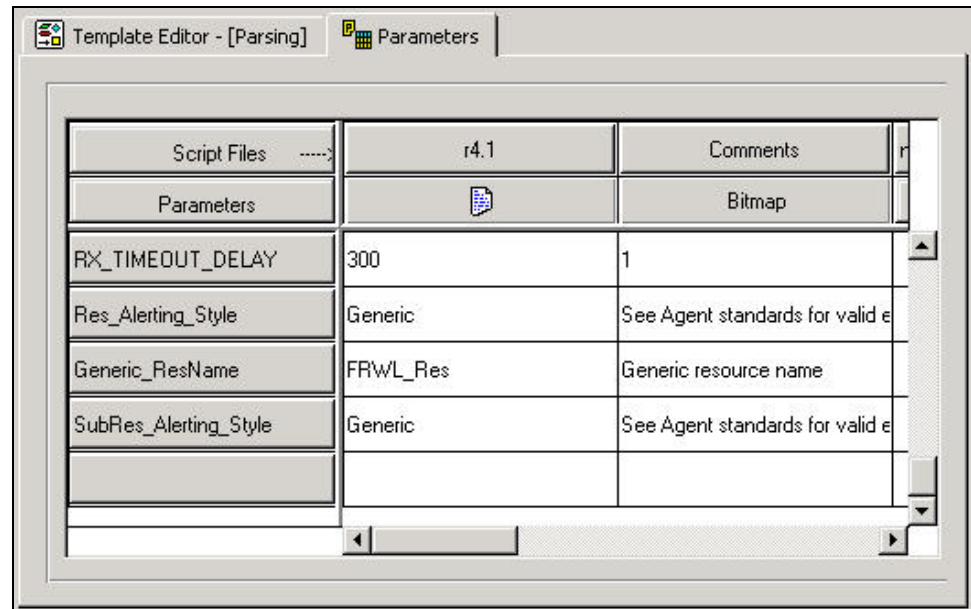 Template Editor - [Parsing] Parameters
Script Files -----> r4.1 Comments
Parameters Bitmap
RX_TIMEOUT_DELAY 300 1
Res_Alerting_Style Generic See Agent standards for valid e
Generic_ResName FRWL_Res Generic resource name
SubRes_Alerting_Style Generic See Agent standards for valid e